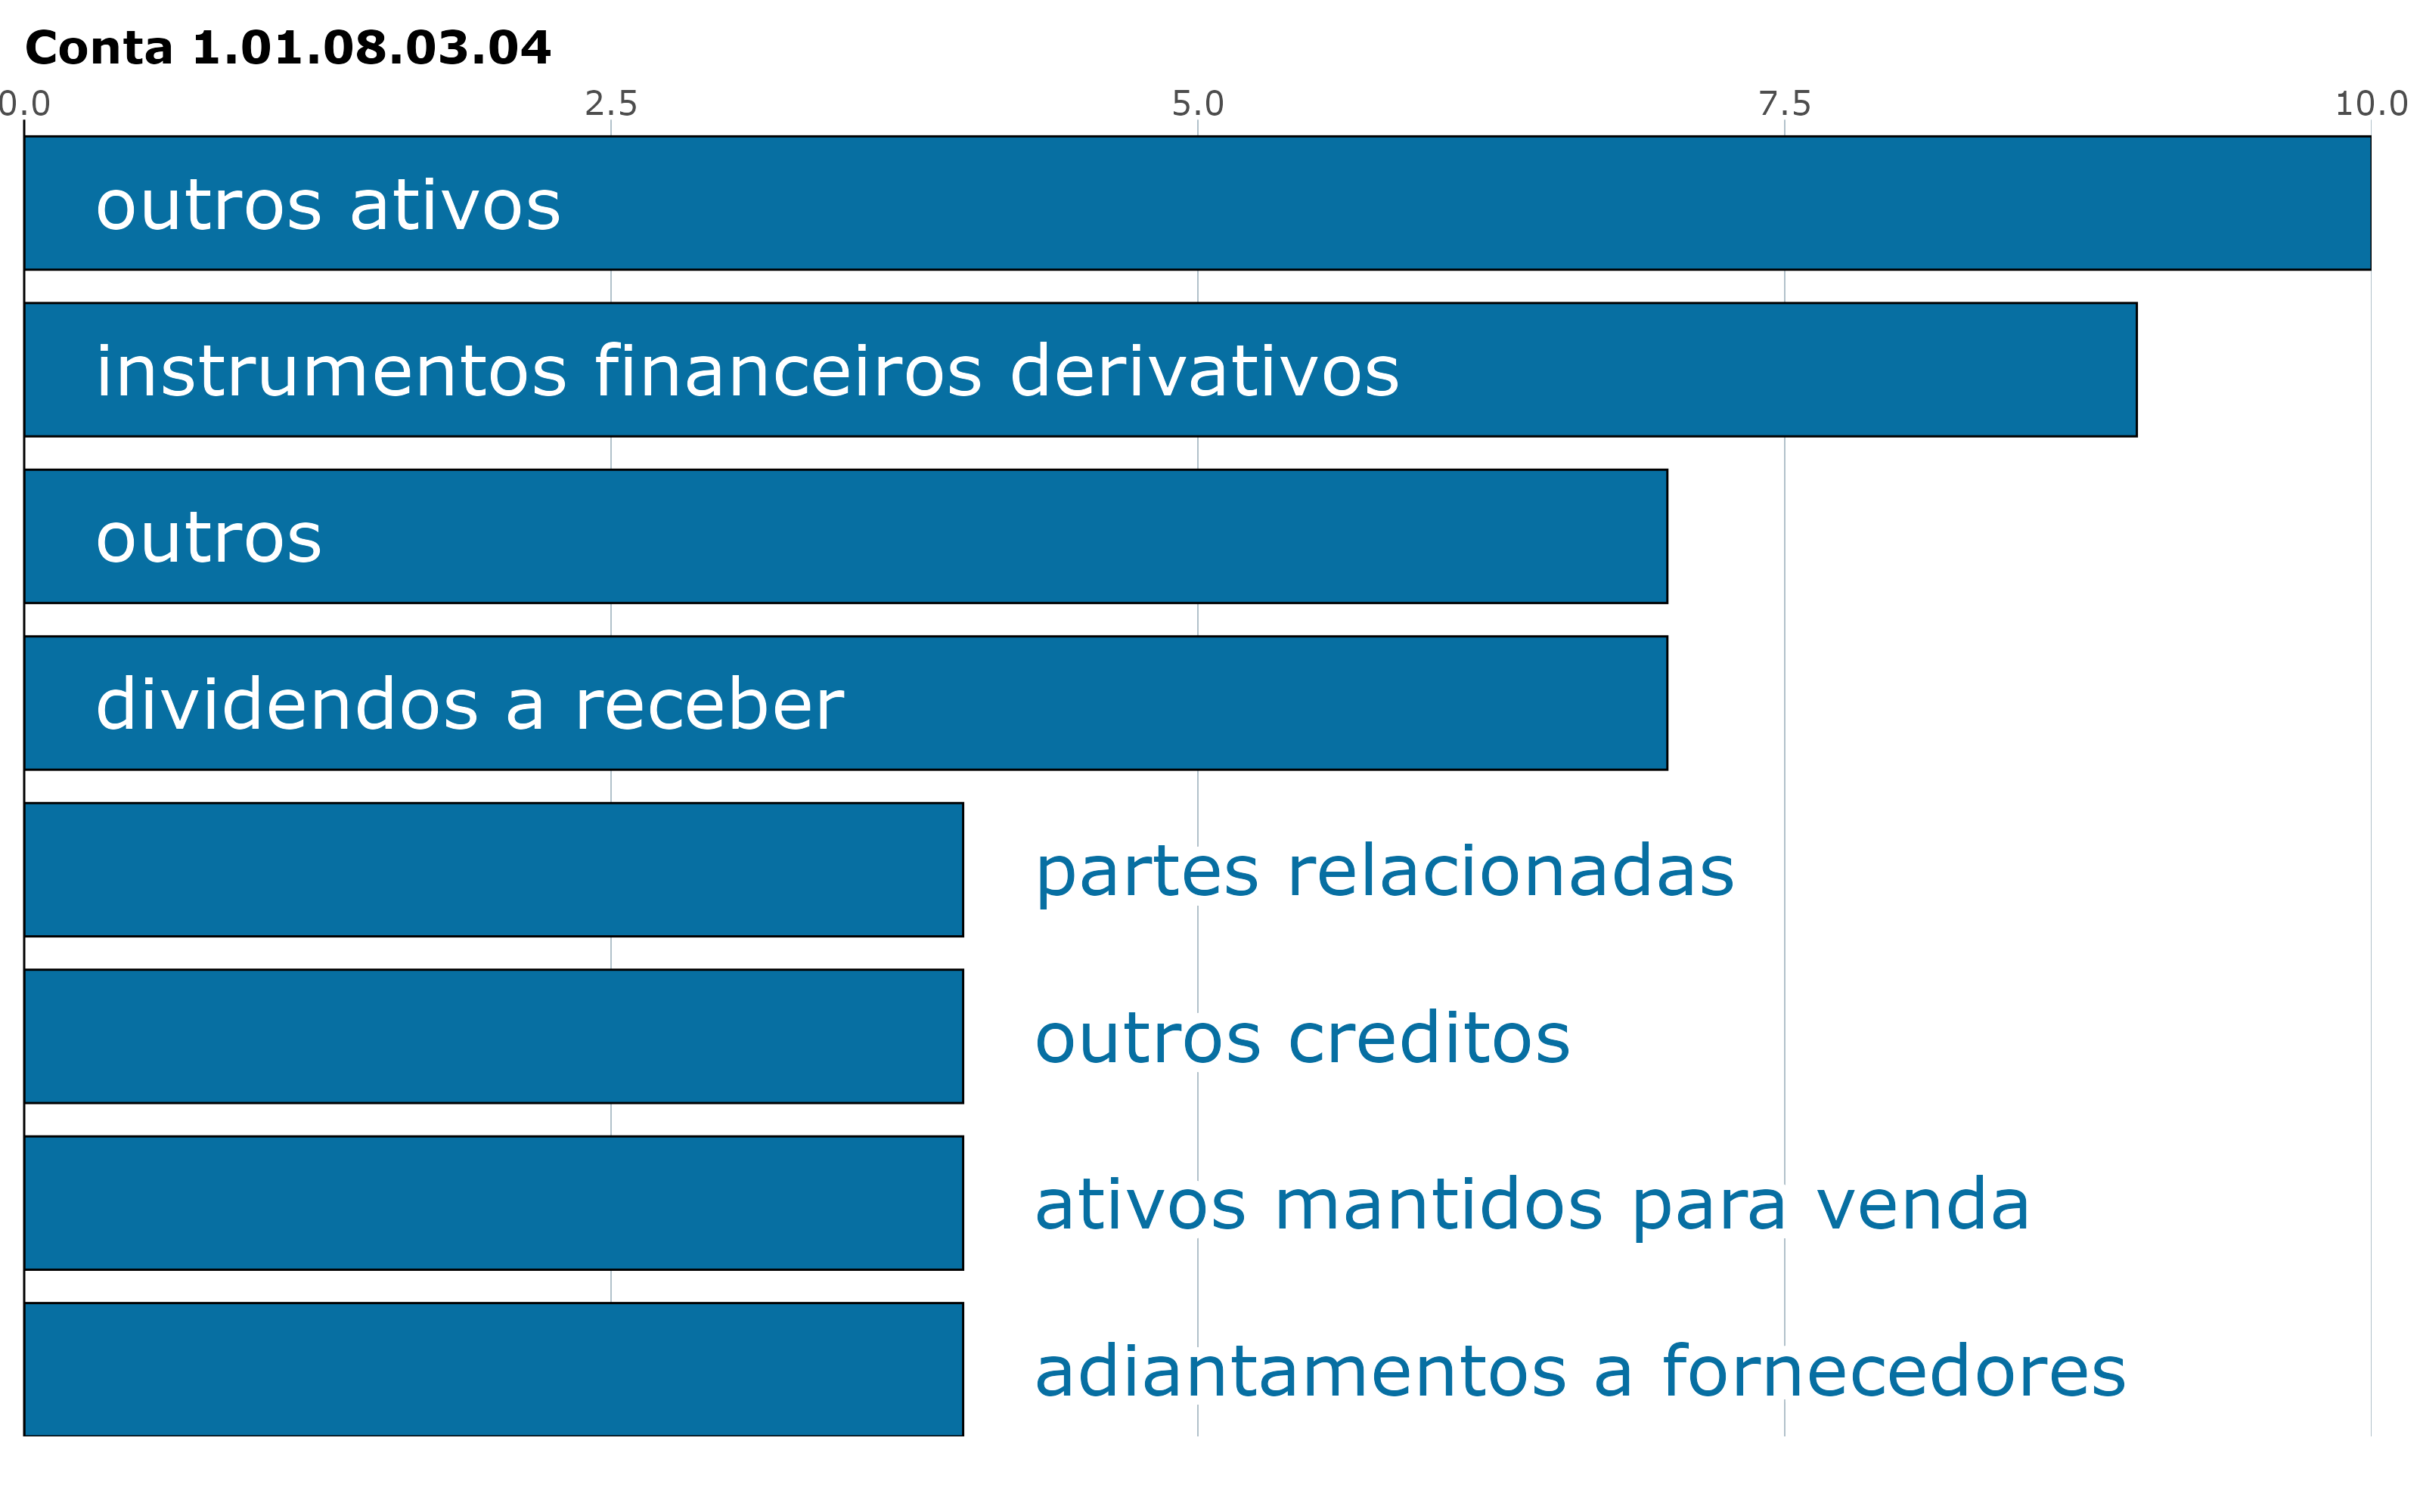 Conta 1.01.08.03.04
0.0 2.5 5.0 7.5 10.0
outros ativos
instrumentos financeiros derivativos
outros
dividendos a receber
partes relacionadas
outros creditos
ativos mantidos para venda
adiantamentos a fornecedores